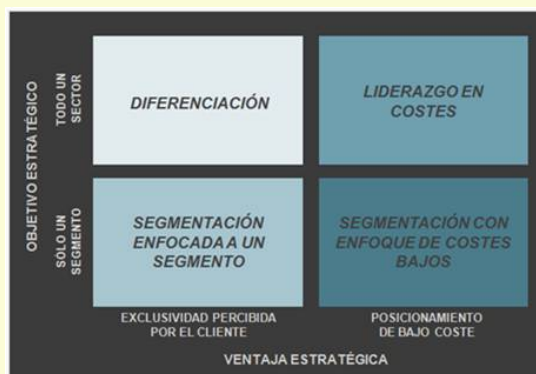 OBJETIVO ESTRATÉGICO
TODO UN
SECTOR
DIFERENCIACIÓN
LIDERAZGO EN
COSTES
SÓLO UN
SEGMENTO
SEGMENTACIÓN
ENFOCADA A UN
SEGMENTO
SEGMENTACIÓN CON
ENFOQUE DE COSTES
BAJOS
EXCLUSIVIDAD PERCIBIDA
POR EL CLIENTE
POSICIONAMIENTO
DE BAJO COSTE
VENTAJA ESTRATÉGICA